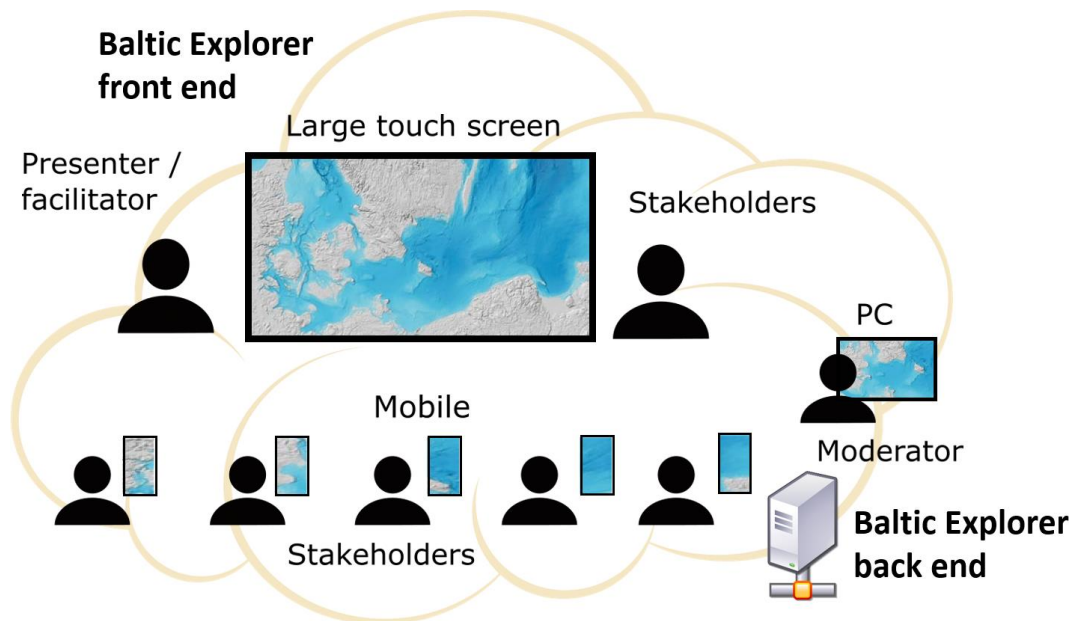 Baltic Explorer
front end
Large touch screen
Presenter /
facilitator
Stakeholders
PC
Mobile
Moderator
Stakeholders
Baltic Explorer
back end